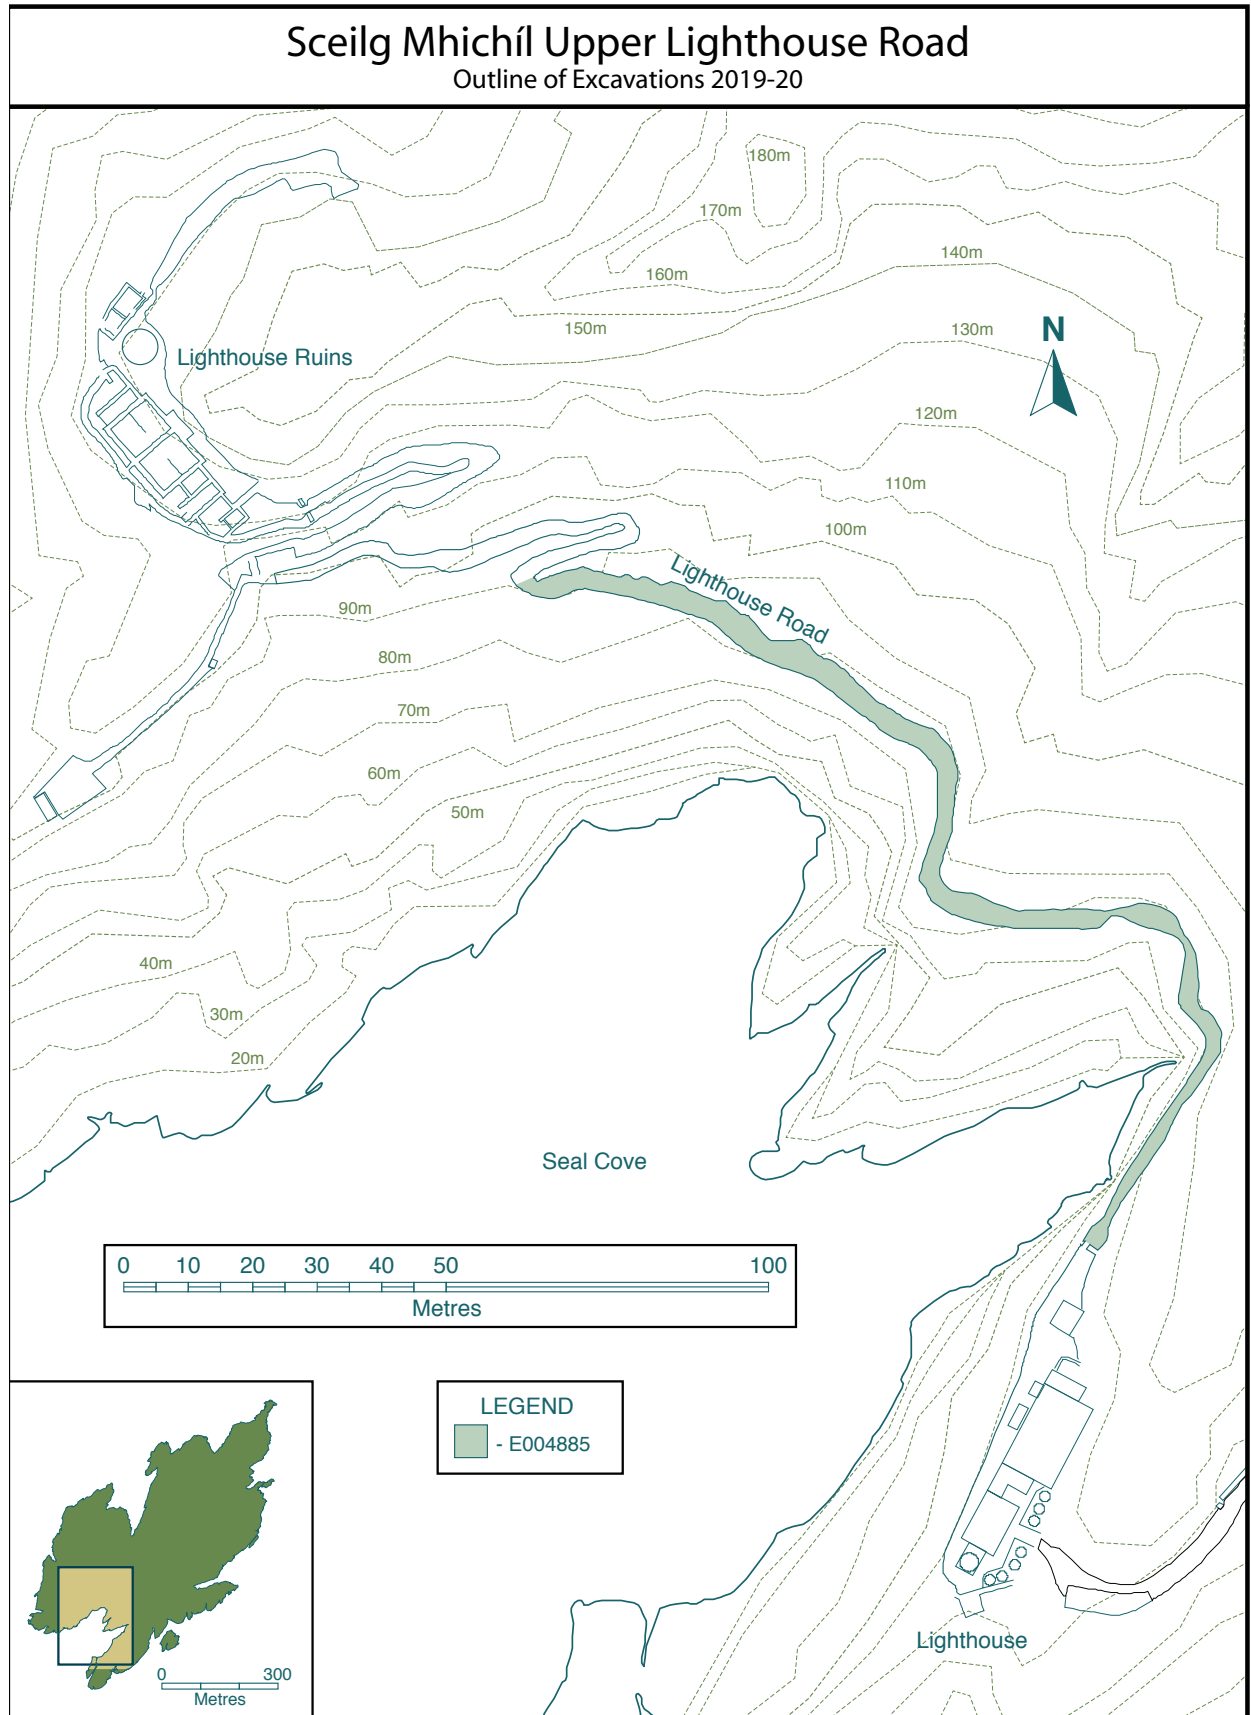 Sceilg Mhichíl Upper Lighthouse Road
Outline of Excavations 2019-20
180m
170m
160m
150m
140m
130m
120m
110m
100m
N
Lighthouse Ruins
Lighthouse Road
90m
80m
70m
60m
50m
40m
30m
20m
Seal Cove
0 10 20 30 40 50 100
Metres
LEGEND
- E004885
0 300
Metres
Lighthouse